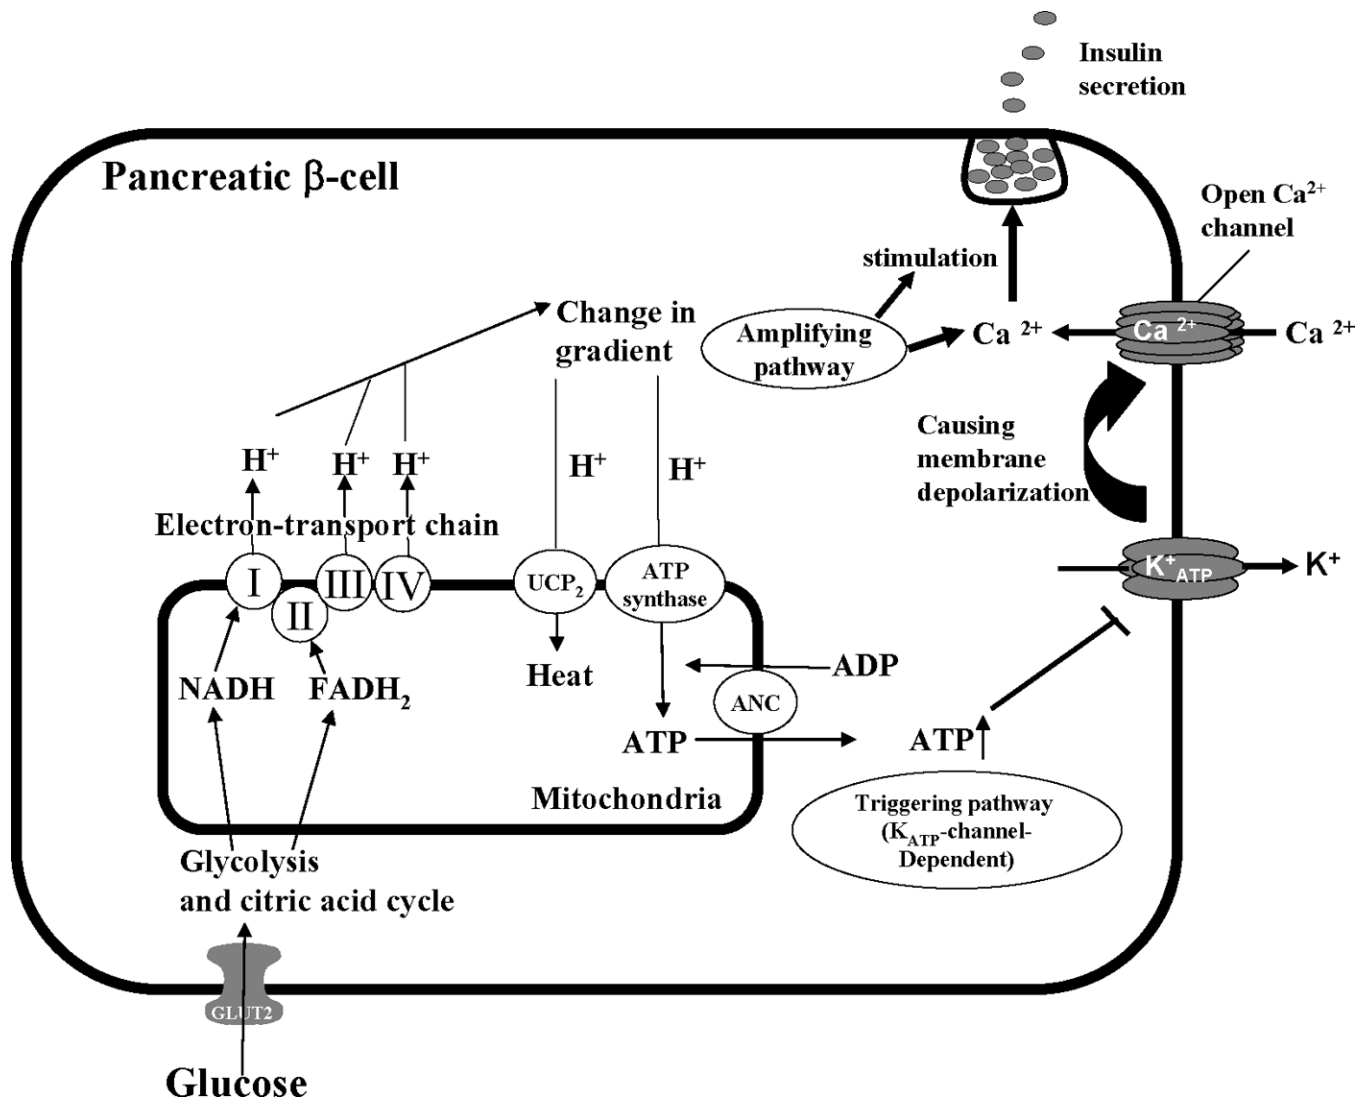 Insulin
secretion
Pancreatic β-cell
Open Ca²⁺
channel
stimulation
Change in
gradient
Amplifying
pathway
Ca ²⁺
Ca ²⁺
Ca ²⁺
Causing
membrane
depolarization
H⁺
H⁺
H⁺
H⁺
H⁺
Electron-transport chain
I
II
III
IV
UCP₂
ATP
synthase
K⁺ATP
K⁺
Heat
ADP
NADH
FADH₂
ANC
ATP
ATP
Mitochondria
Triggering pathway
(KATP-channel-
Dependent)
Glycolysis
and citric acid cycle
GLUT2
Glucose